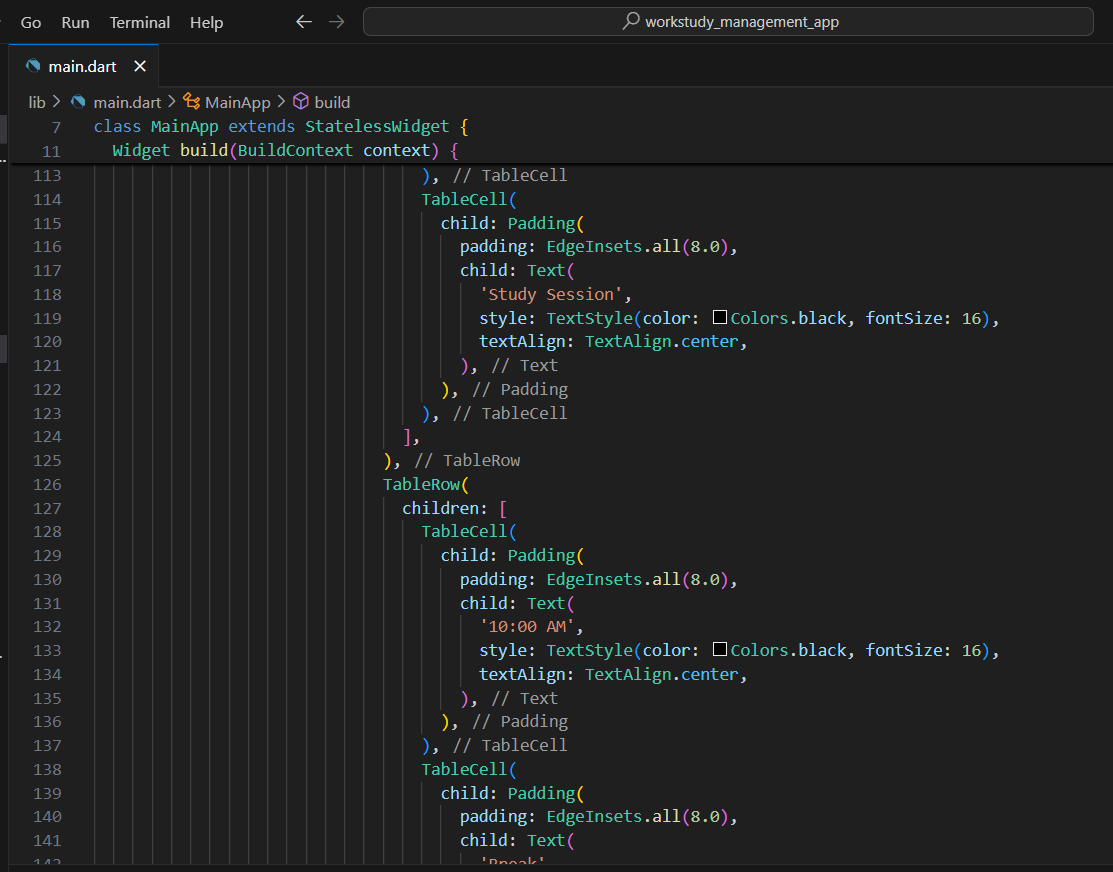 Go Run Terminal Help workstudy_management_app
main.dart
lib > main.dart > MainApp > build
7 class MainApp extends StatelessWidget {
11 Widget build(BuildContext context) {
113 ), // TableCell
114 TableCell(
115 child: Padding(
116 padding: EdgeInsets.all(8.0),
117 child: Text(
118 'Study Session',
119 style: TextStyle(color: Colors.black, fontSize: 16),
120 textAlign: TextAlign.center,
121 ), // Text
122 ), // Padding
123 ), // TableCell
124 ],
125 ), // TableRow
126 TableRow(
127 children: [
128 TableCell(
129 child: Padding(
130 padding: EdgeInsets.all(8.0),
131 child: Text(
132 '10:00 AM',
133 style: TextStyle(color: Colors.black, fontSize: 16),
134 textAlign: TextAlign.center,
135 ), // Text
136 ), // Padding
137 ), // TableCell
138 TableCell(
139 child: Padding(
140 padding: EdgeInsets.all(8.0),
141 child: Text(
142 'Break'